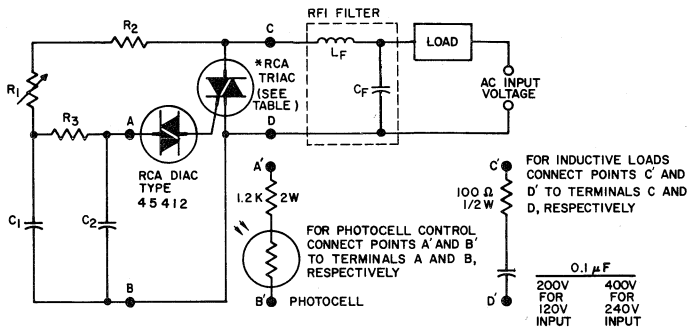 RFI FILTER
R2
C
LF
LOAD
*RCA
TRIAC
(SEE
TABLE)
CF
AC INPUT
VOLTAGE
R1
R3
A
D
RCA DIAC
TYPE
45412
C1
C2
B
A'
1.2K 2W
FOR PHOTOCELL CONTROL
CONNECT POINTS A' AND B'
TO TERMINALS A AND B,
RESPECTIVELY
B' PHOTOCELL
C'
100 Ω
1/2 W
FOR INDUCTIVE LOADS
CONNECT POINTS C' AND
D' TO TERMINALS C AND
D, RESPECTIVELY
D'
0.1 µF
200V 400V
FOR FOR
120V 240V
INPUT INPUT